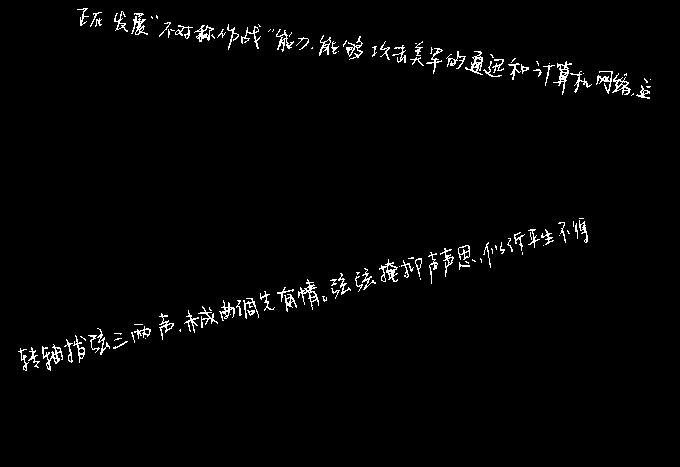 正在发展“不对称作战”能力.能够攻击美军的通迅和计算机网络.这
转轴拨弦三两声.未成曲调先有情。弦弦掩抑声声思.似诉平生不得